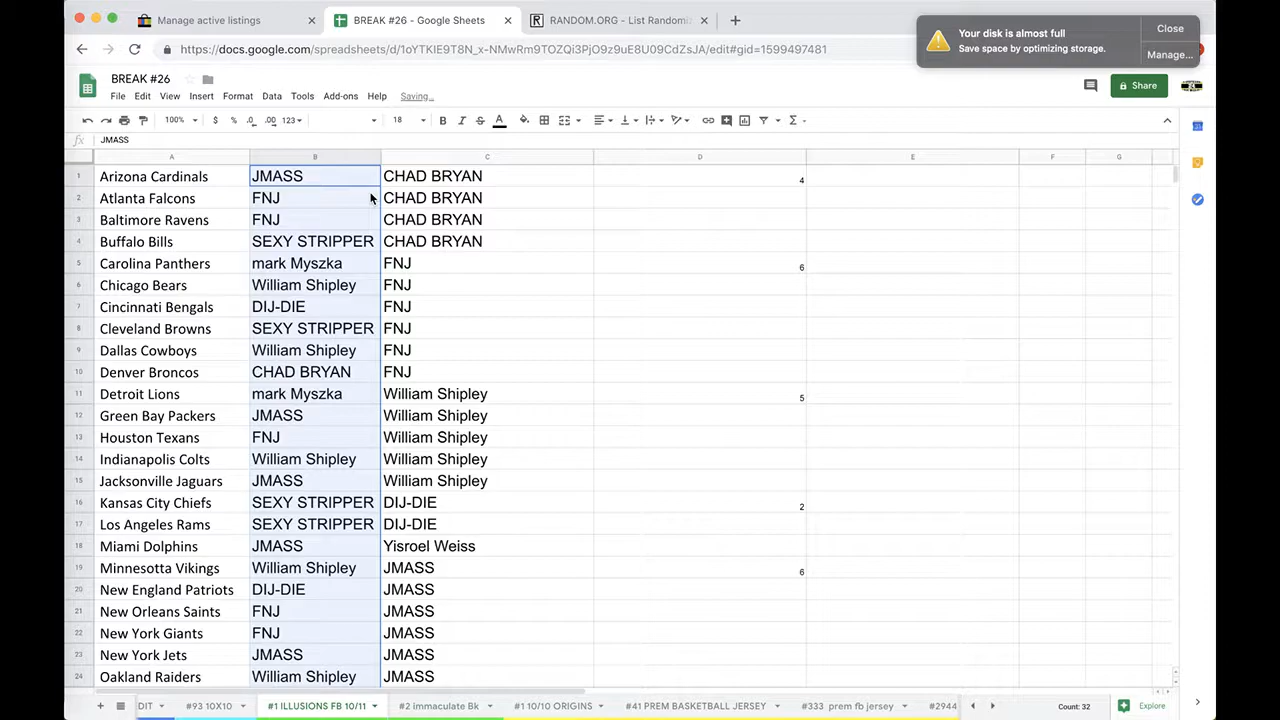 Manage active listings × BREAK #26 - Google Sheets × RANDOM.ORG - List Randomi × +
https://docs.google.com/spreadsheets/d/1oYTKIE9T8N_x-NMwRm9TOZQi3PjO9z9uE8U09CdZsJA/edit#gid=1599497481
Your disk is almost full
Save space by optimizing storage.
Close
Manage...
BREAK #26
File Edit View Insert Format Data Tools Add-ons Help Saving...
Share
100% $ % .0 .00 123 18 B I S A
fx JMASS
A B C D E F G
1 Arizona Cardinals JMASS CHAD BRYAN 4
2 Atlanta Falcons FNJ CHAD BRYAN
3 Baltimore Ravens FNJ CHAD BRYAN
4 Buffalo Bills SEXY STRIPPER CHAD BRYAN
5 Carolina Panthers mark Myszka FNJ 6
6 Chicago Bears William Shipley FNJ
7 Cincinnati Bengals DIJ-DIE FNJ
8 Cleveland Browns SEXY STRIPPER FNJ
9 Dallas Cowboys William Shipley FNJ
10 Denver Broncos CHAD BRYAN FNJ
11 Detroit Lions mark Myszka William Shipley 5
12 Green Bay Packers JMASS William Shipley
13 Houston Texans FNJ William Shipley
14 Indianapolis Colts William Shipley William Shipley
15 Jacksonville Jaguars JMASS William Shipley
16 Kansas City Chiefs SEXY STRIPPER DIJ-DIE 2
17 Los Angeles Rams SEXY STRIPPER DIJ-DIE
18 Miami Dolphins JMASS Yisroel Weiss
19 Minnesotta Vikings William Shipley JMASS 6
20 New England Patriots DIJ-DIE JMASS
21 New Orleans Saints FNJ JMASS
22 New York Giants FNJ JMASS
23 New York Jets JMASS JMASS
24 Oakland Raiders William Shipley JMASS
DIT #93 10X10 #1 ILLUSIONS FB 10/11 #2 immaculate Bk #1 10/10 ORIGINS #41 PREM BASKETBALL JERSEY #333 prem fb jersey #2944 Count: 32 Explore